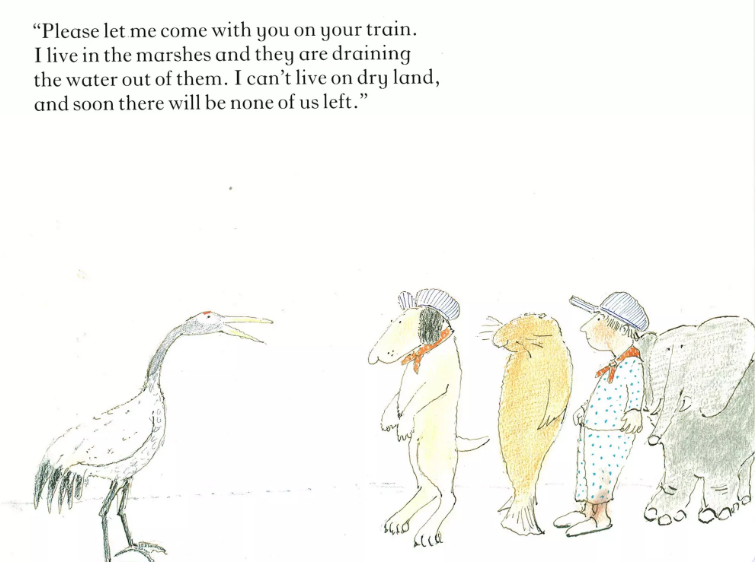 “Please let me come with you on your train.
I live in the marshes and they are draining
the water out of them. I can’t live on dry land,
and soon there will be none of us left.”